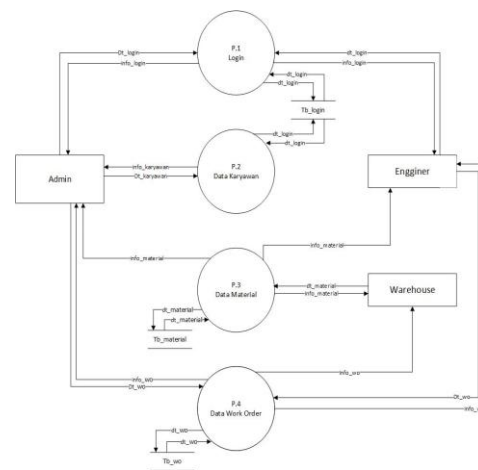 P.1
Login
Dt_login
info_login
dt_login
info_login
dt_login
dt_login
Tb_login
dt_login
dt_login
P.2
Data Karyawan
info_karyawan
Dt_karyawan
Admin
Engginer
info_material
info_material
P.3
Data Material
dt_material
info_material
Warehouse
dt_material
dt_material
Tb_material
info_wo
Dt_wo
info_wo
P.4
Data Work Order
Dt_wo
dt_wo
dt_wo
Tb_wo